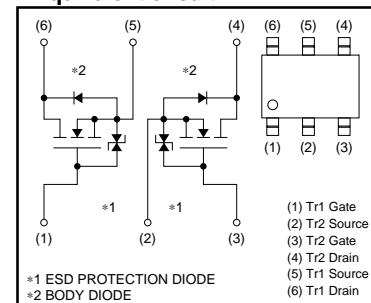 (6) (5) (4)
(6) (5) (4)
∗2 ∗2
(1) (2) (3)
∗1 ∗1
(1) (2) (3)
(1) Tr1 Gate
(2) Tr2 Source
(3) Tr2 Gate
(4) Tr2 Drain
(5) Tr1 Source
(6) Tr1 Drain
∗1 ESD PROTECTION DIODE
∗2 BODY DIODE